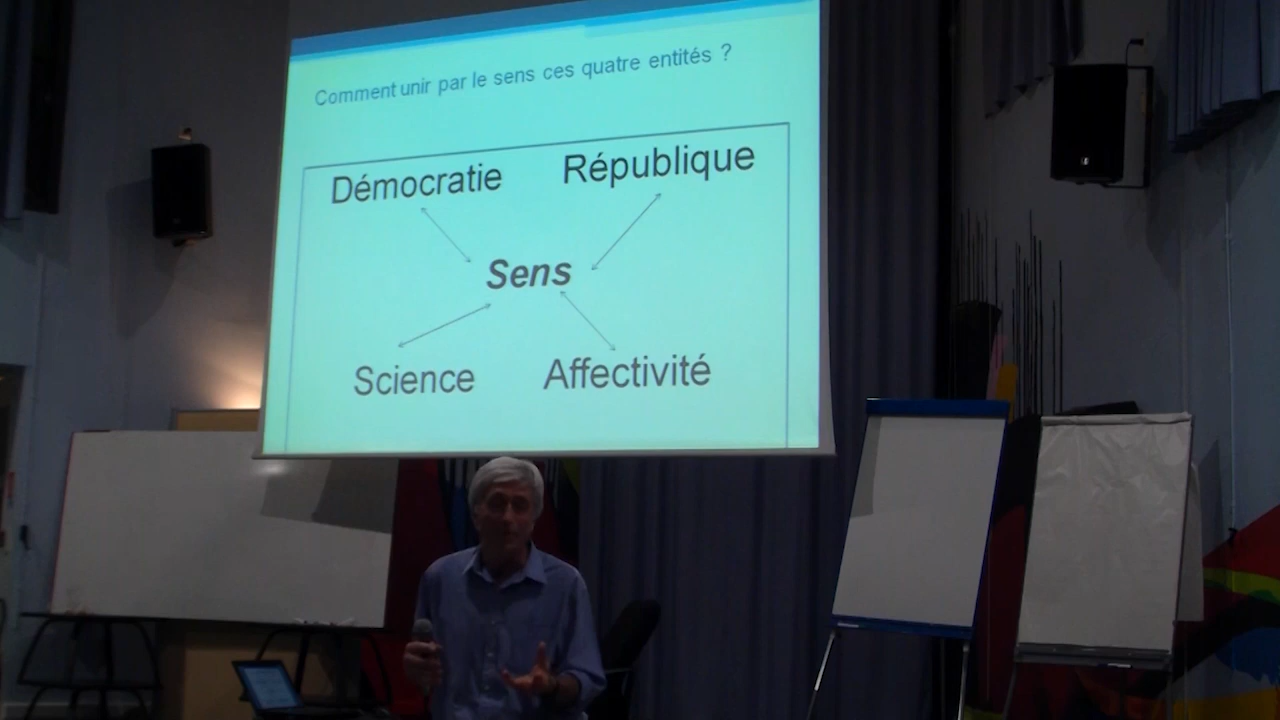 Comment unir par le sens ces quatre entités ?
Démocratie République
Sens
Science Affectivité